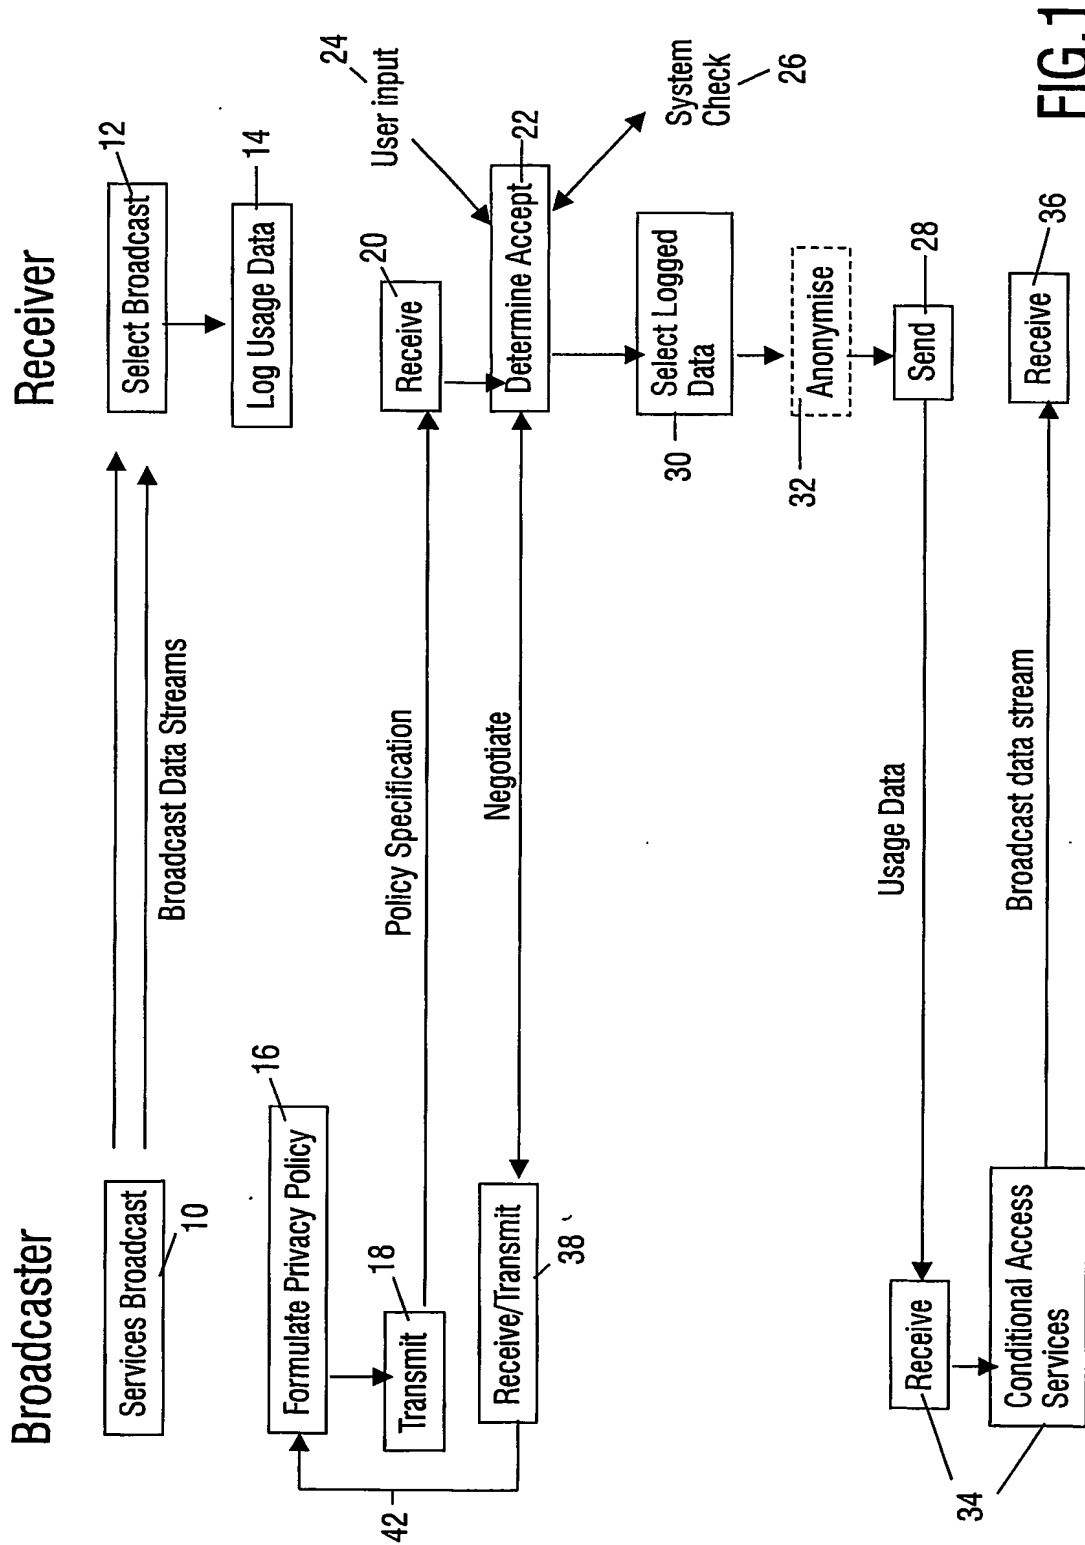 Broadcaster
Receiver
Services Broadcast
10
Broadcast Data Streams
Select Broadcast
12
Log Usage Data
14
Formulate Privacy Policy
16
Transmit
18
Policy Specification
Receive
20
User input
24
Receive/Transmit
38
42
Negotiate
Determine Accept
22
System
Check
26
Select Logged
Data
30
Anonymise
32
Send
28
Usage Data
Receive
Conditional Access
Services
34
Broadcast data stream
Receive
36
FIG.1